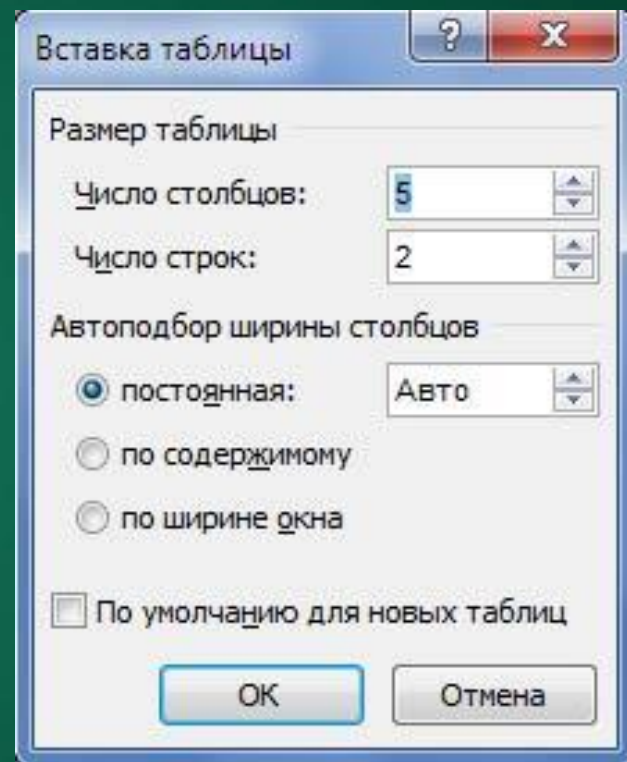 Вставка таблицы ?
Размер таблицы
Число столбцов: 5
Число строк: 2
Автоподбор ширины столбцов
постоянная: Авто
по содержимому
по ширине окна
По умолчанию для новых таблиц
ОК Отмена